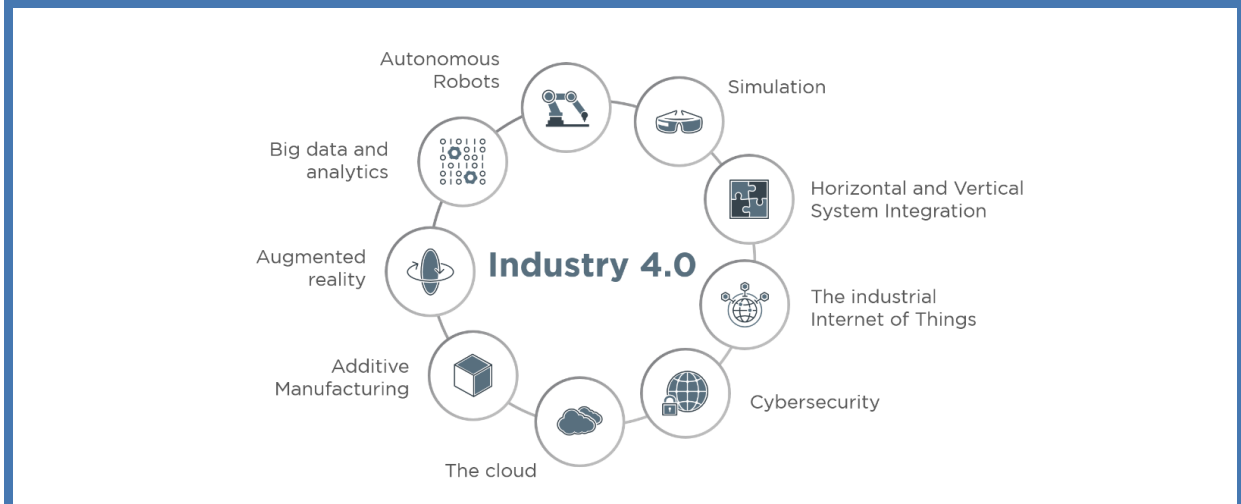 Autonomous
Robots
Simulation
Big data and
analytics
Horizontal and Vertical
System Integration
Augmented
reality
Industry 4.0
The industrial
Internet of Things
Additive
Manufacturing
Cybersecurity
The cloud